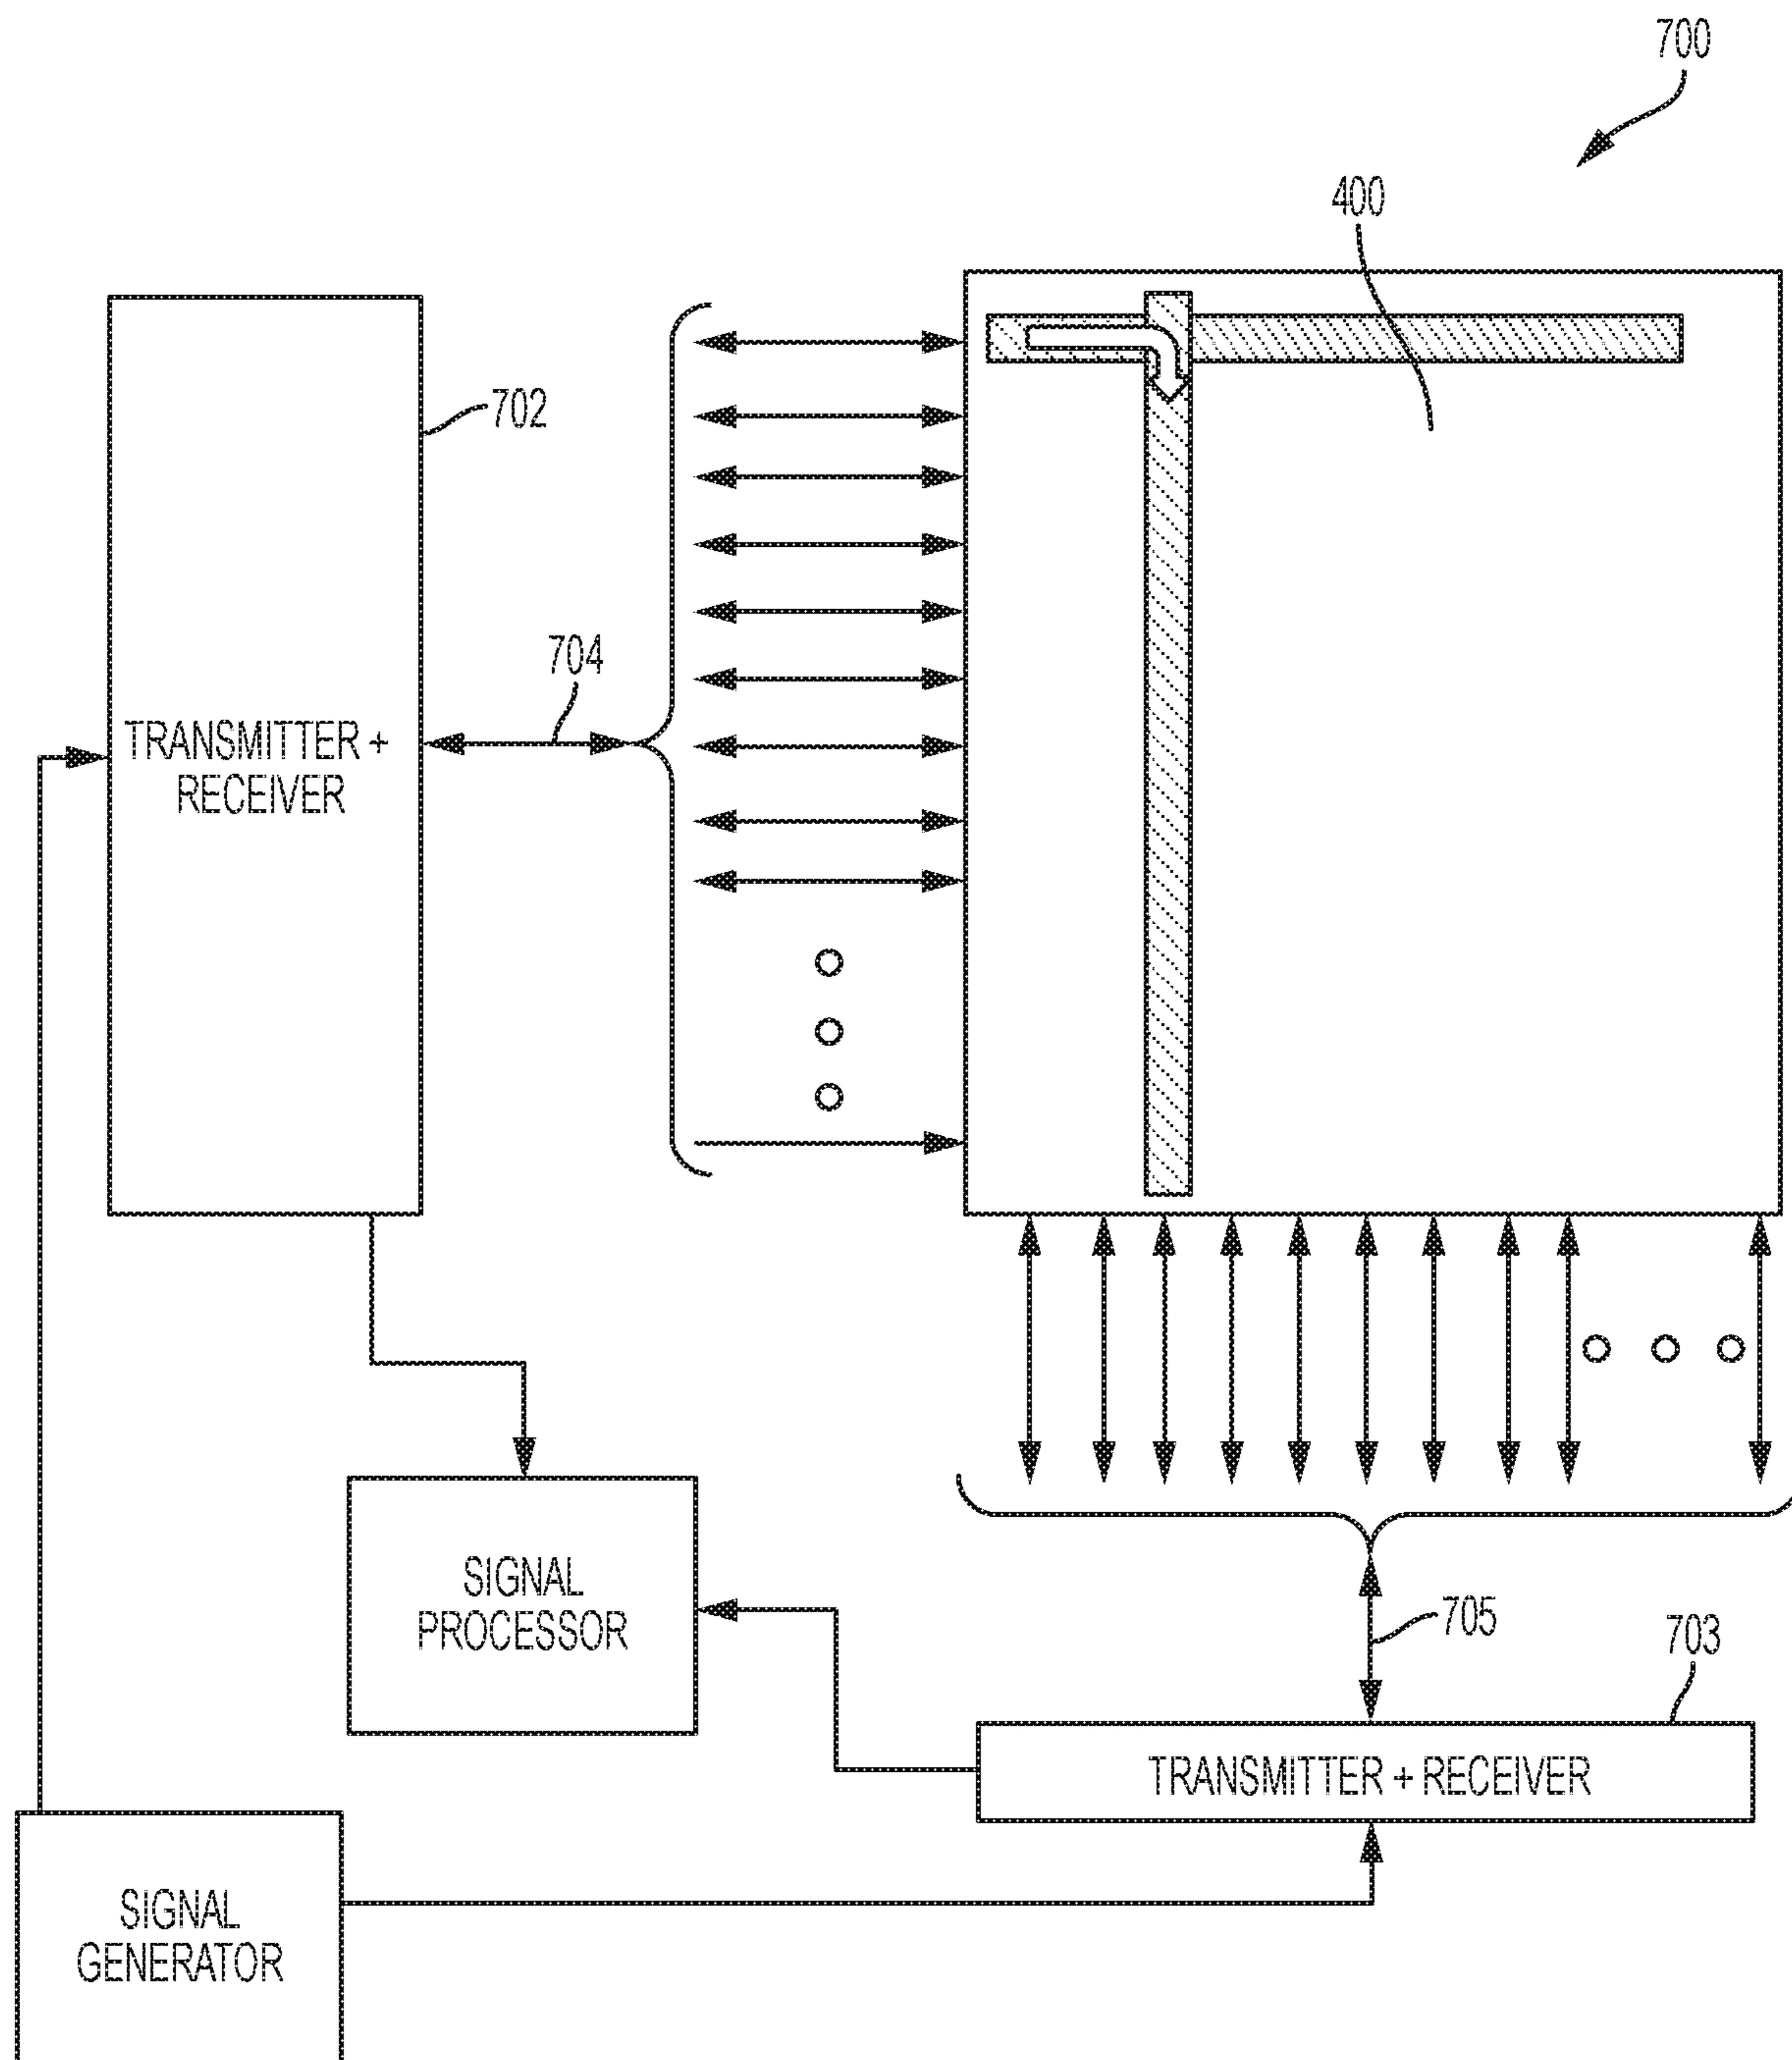 700
400
702
704
TRANSMITTER +
RECEIVER
SIGNAL
PROCESSOR
705
703
TRANSMITTER + RECEIVER
SIGNAL
GENERATOR